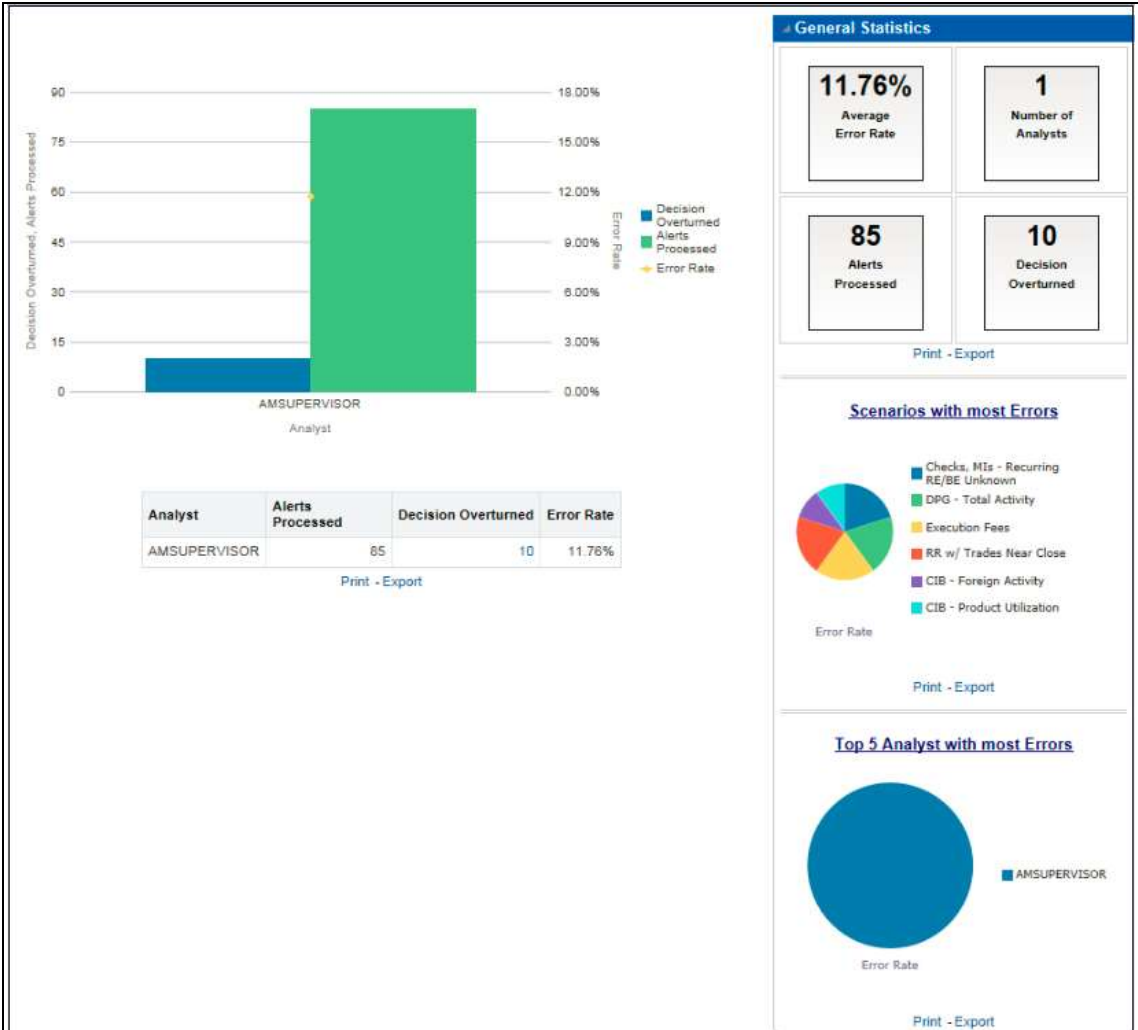 90
75
60
45
30
15
0
Decision Overturned, Alerts Processed
18.00%
15.00%
12.00%
9.00%
6.00%
3.00%
0.00%
Error Rate
AMSUPERVISOR
Analyst
Decision
Overturned
Alerts
Processed
Error Rate
Analyst Alerts Processed Decision Overturned Error Rate
AMSUPERVISOR 85 10 11.76%
Print - Export
General Statistics
11.76%
Average
Error Rate
1
Number of
Analysts
85
Alerts
Processed
10
Decision
Overturned
Print - Export
Scenarios with most Errors
Checks, MIs - Recurring
RE/BE Unknown
DPG - Total Activity
Execution Fees
RR w/ Trades Near Close
CIB - Foreign Activity
CIB - Product Utilization
Error Rate
Print - Export
Top 5 Analyst with most Errors
AMSUPERVISOR
Error Rate
Print - Export